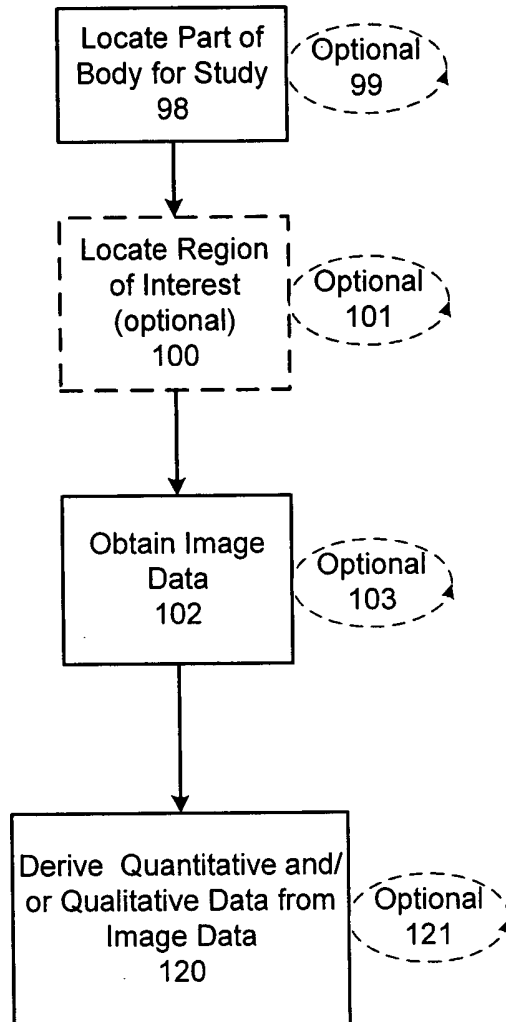 Locate Part of
Body for Study
98
Optional
99
Locate Region
of Interest
(optional)
100
Optional
101
Obtain Image
Data
102
Optional
103
Derive Quantitative and/
or Qualitative Data from
Image Data
120
Optional
121